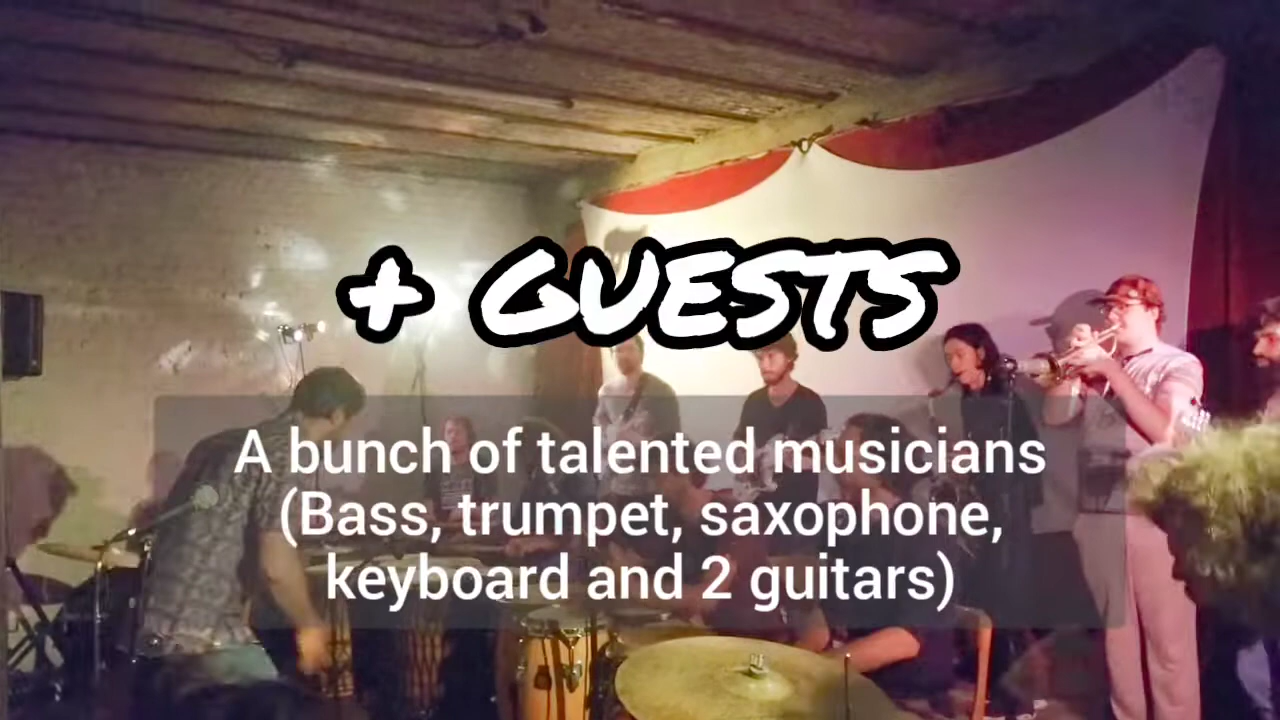 + GUESTS
A bunch of talented musicians
(Bass, trumpet, saxophone,
keyboard and 2 guitars)